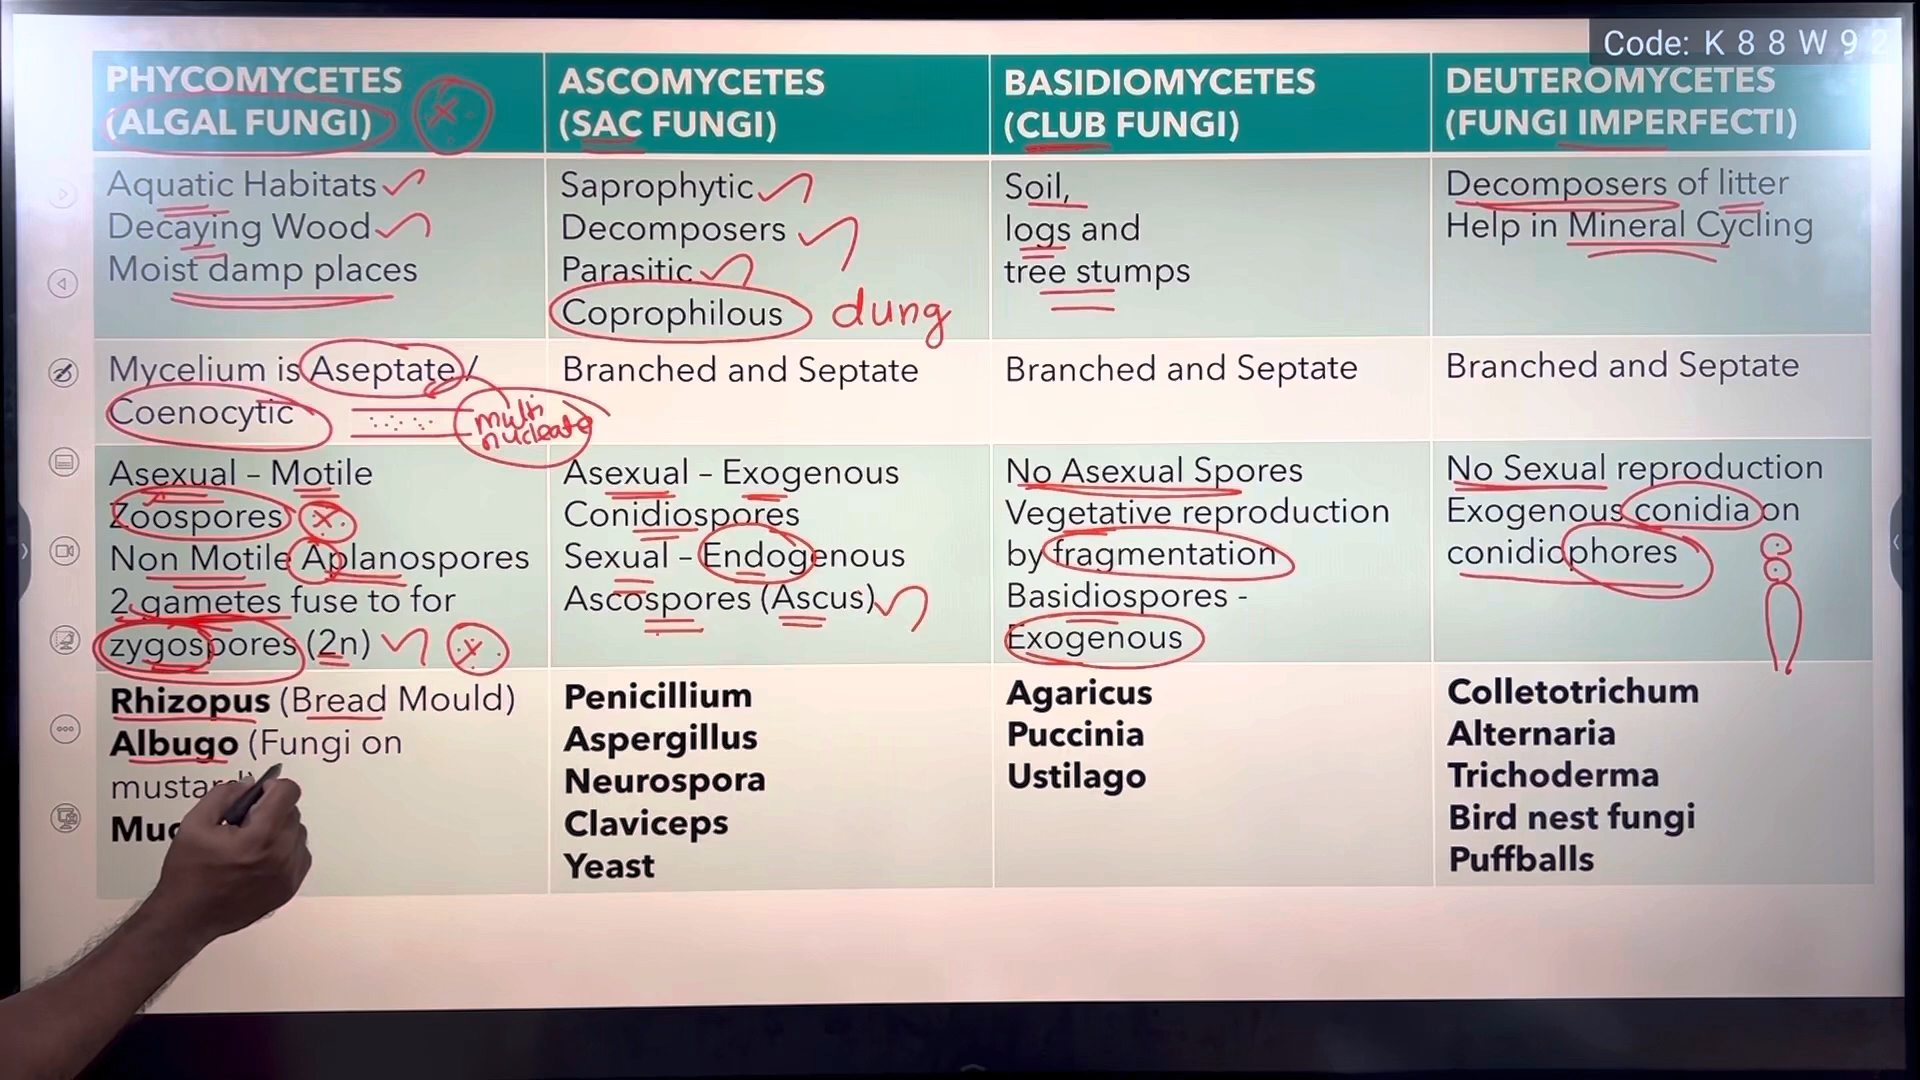 Code: K 8 8 W 9 2
PHYCOMYCETES
(ALGAL FUNGI)
Aquatic Habitats
Decaying Wood
Moist damp places
Mycelium is Aseptate /
Coenocytic
multi
nucleate
Asexual – Motile
Zoospores
Non Motile Aplanospores
2 gametes fuse to for
zygospores (2n)
Rhizopus (Bread Mould)
Albugo (Fungi on
ASCOMYCETES
(SAC FUNGI)
Saprophytic
Decomposers
Parasitic
Coprophilous dung
Branched and Septate
Asexual – Exogenous
Conidiospores
Sexual – Endogenous
Ascospores (Ascus)
Penicillium
Aspergillus
Neurospora
Claviceps
Yeast
BASIDIOMYCETES
(CLUB FUNGI)
Soil,
logs and
tree stumps
Branched and Septate
No Asexual Spores
Vegetative reproduction
by fragmentation
Basidiospores -
Exogenous
Agaricus
Puccinia
Ustilago
DEUTEROMYCETES
(FUNGI IMPERFECTI)
Decomposers of litter
Help in Mineral Cycling
Branched and Septate
No Sexual reproduction
Exogenous conidia on
conidiophores
Colletotrichum
Alternaria
Trichoderma
Bird nest fungi
Puffballs